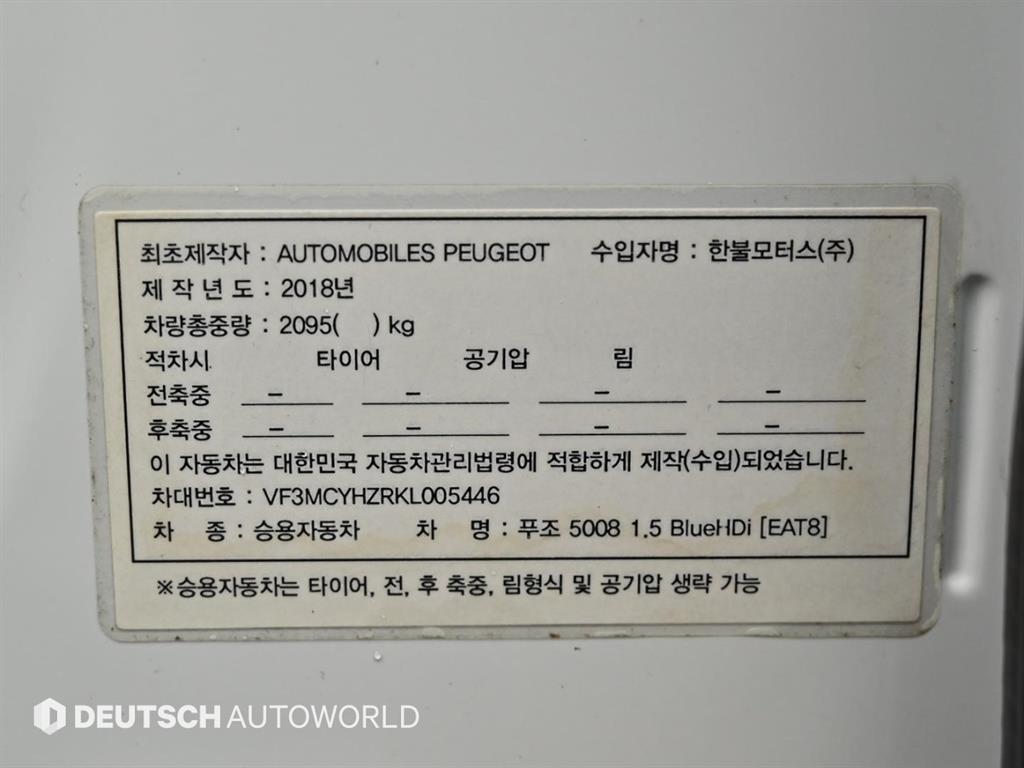 최초제작자 : AUTOMOBILES PEUGEOT 수입자명 : 한불모터스(주)
제 작 년 도 : 2018년
차량총중량 : 2095( ) kg
적차시 타이어 공기압 림
전축중 – – – –
후축중 – – – –
이 자동차는 대한민국 자동차관리법령에 적합하게 제작(수입)되었습니다.
차대번호 : VF3MCYHZRKL005446
차 종 : 승용자동차 차 명 : 푸조 5008 1.5 BlueHDi [EAT8]
※승용자동차는 타이어, 전, 후 축중, 림형식 및 공기압 생략 가능
DEUTSCH AUTOWORLD